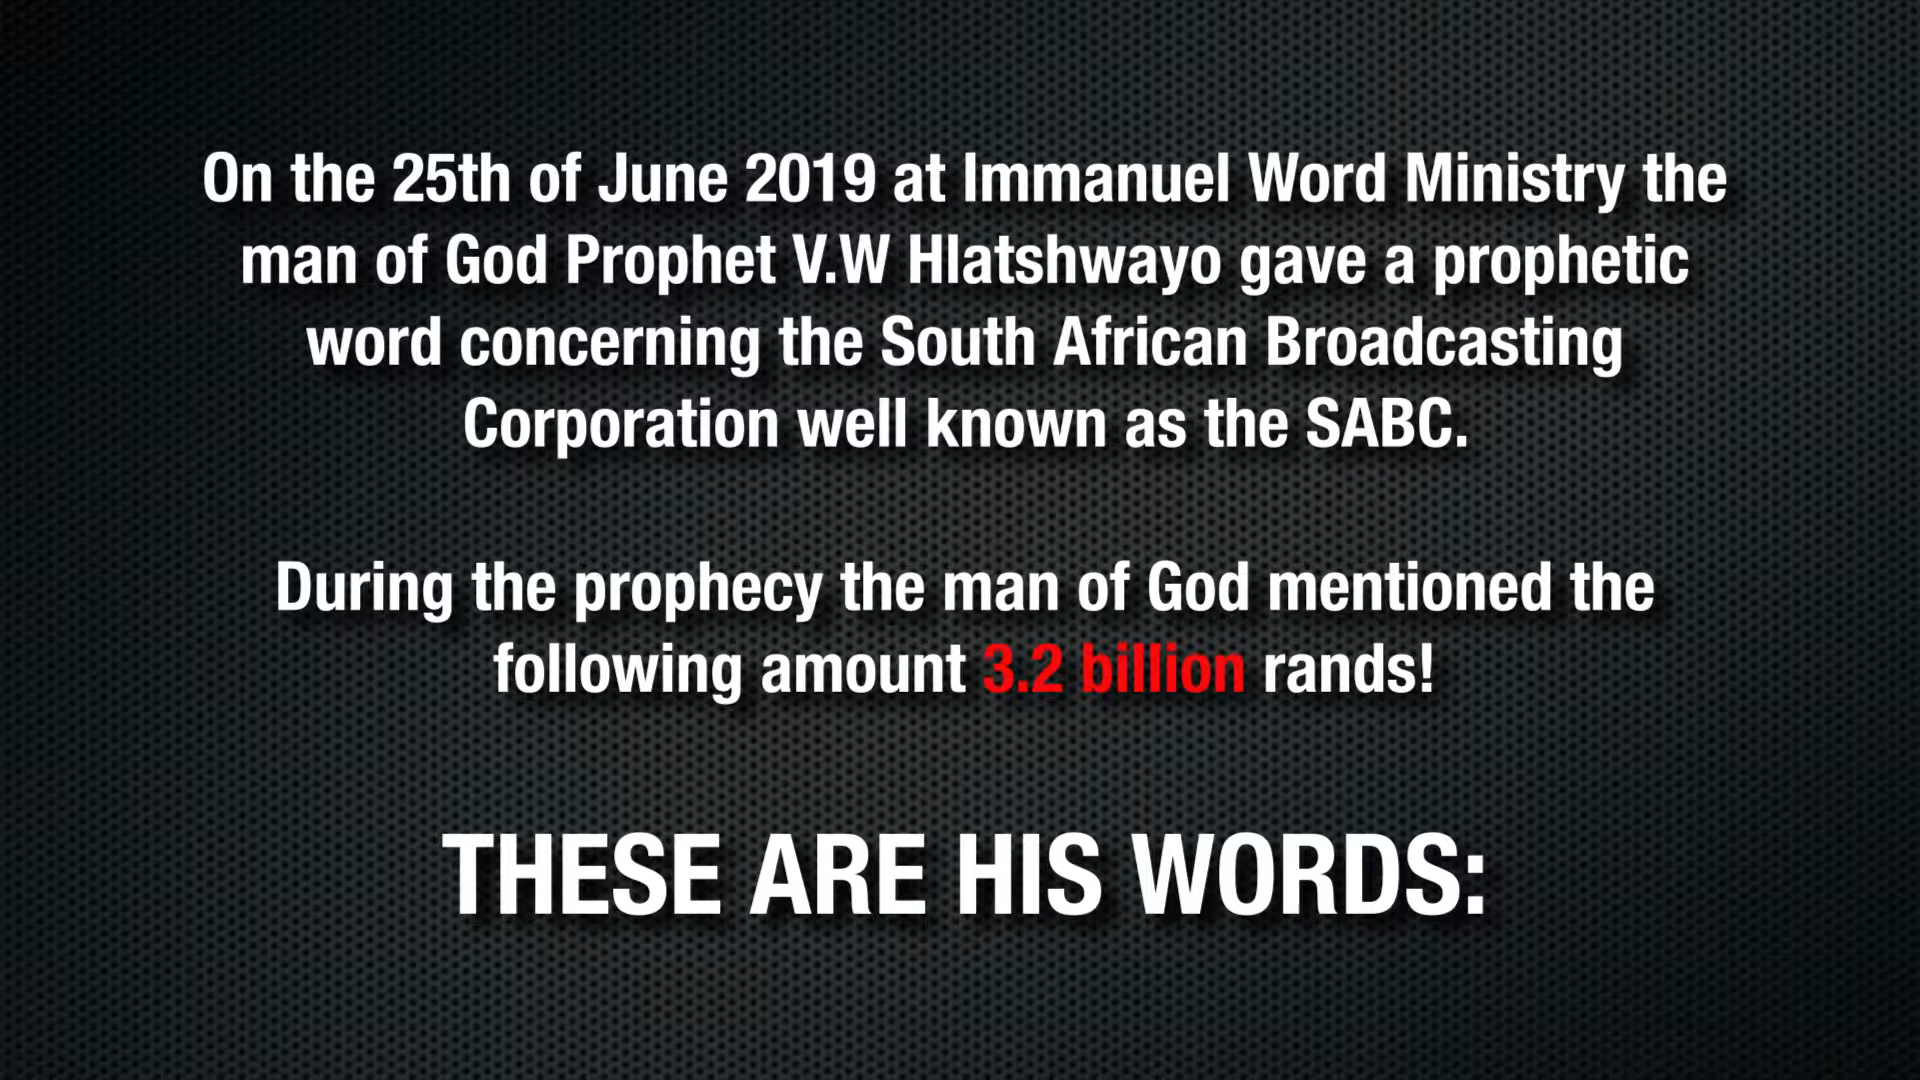 On the 25th of June 2019 at Immanuel Word Ministry the
man of God Prophet V.W Hlatshwayo gave a prophetic
word concerning the South African Broadcasting
Corporation well known as the SABC.
During the prophecy the man of God mentioned the
following amount 3.2 billion rands!
THESE ARE HIS WORDS: